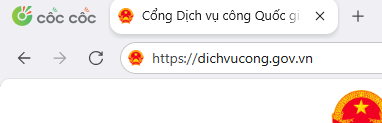 cốc cốc
Cổng Dịch vụ công Quốc gi
https://dichvucong.gov.vn